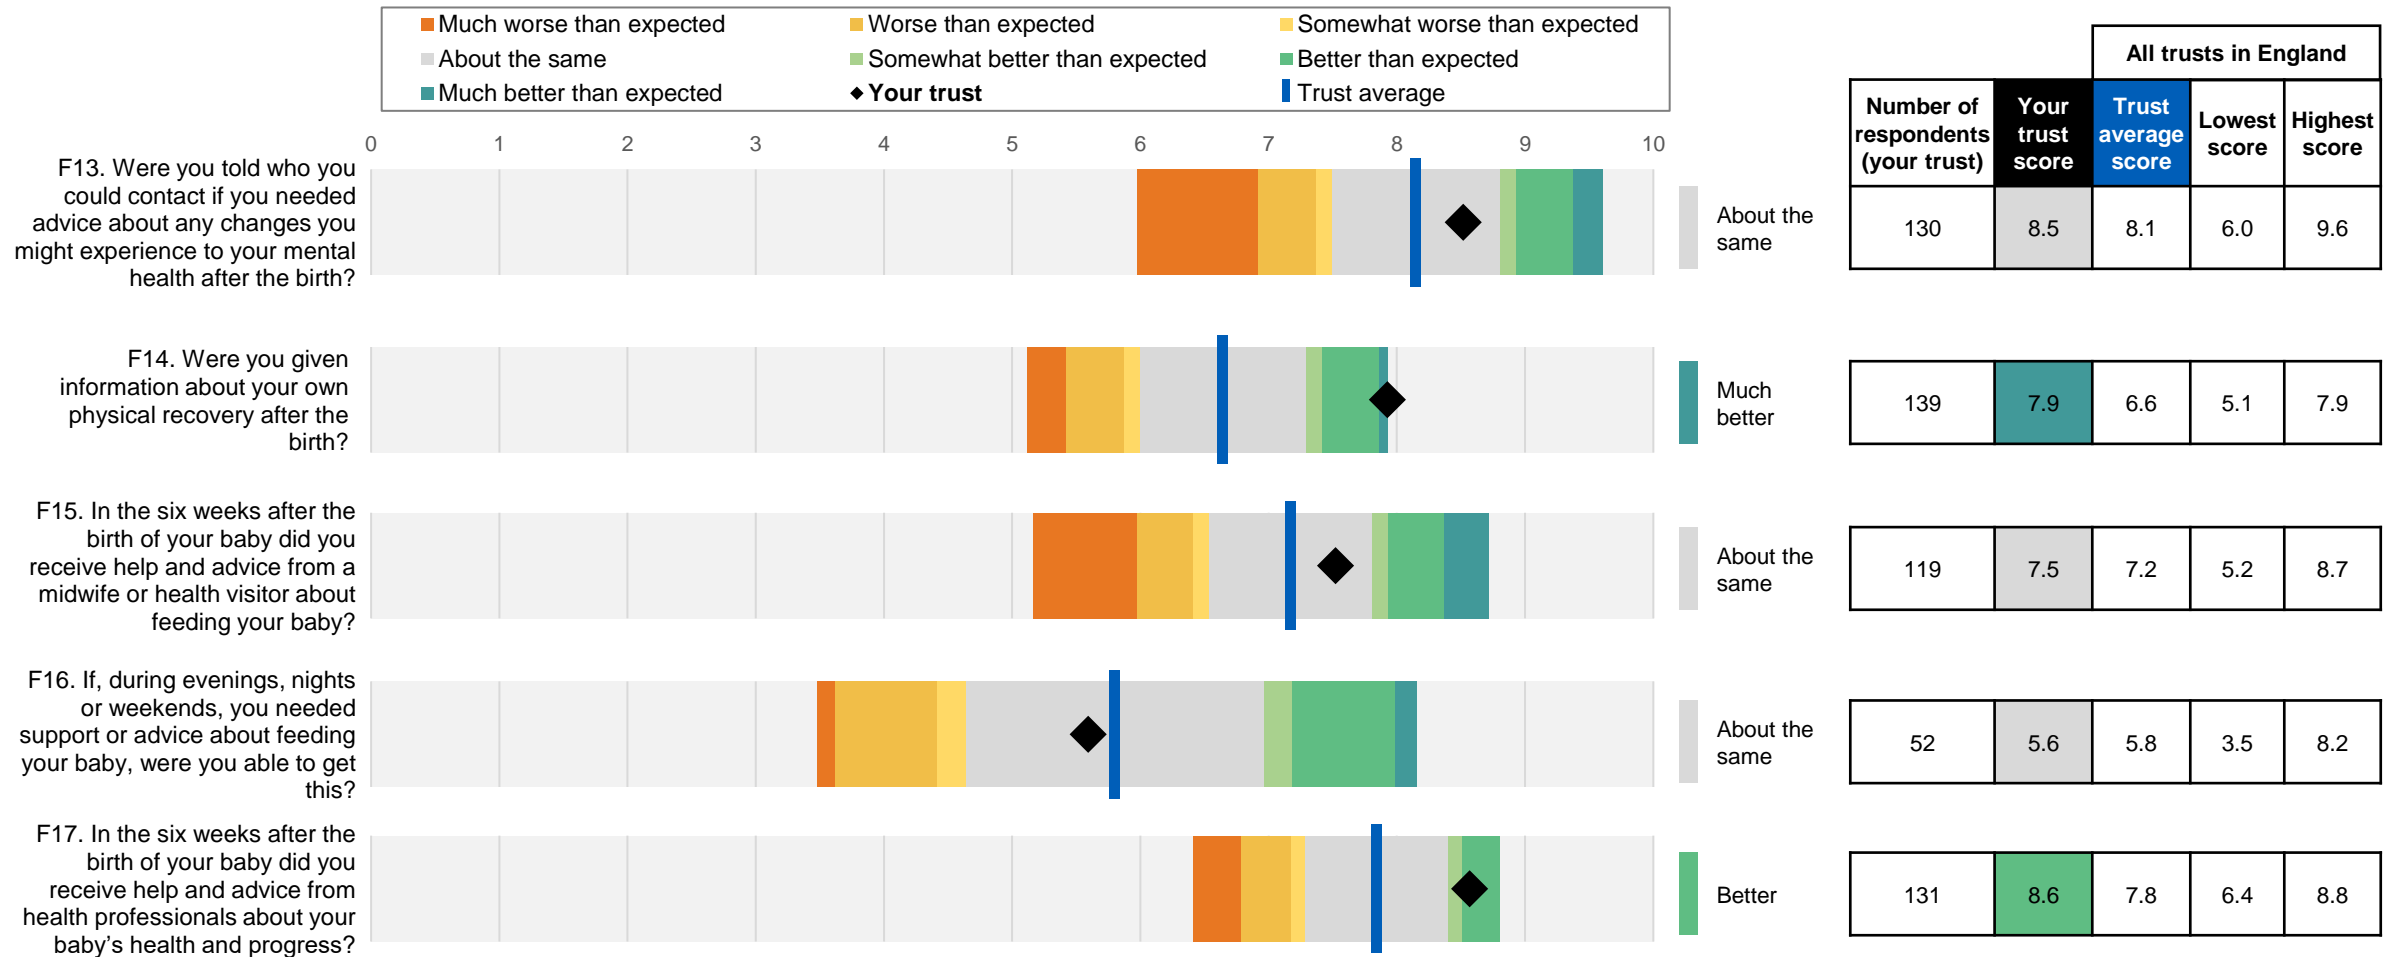 Much worse than expected
Worse than expected
Somewhat worse than expected
About the same
Somewhat better than expected
Better than expected
Much better than expected
Your trust
Trust average
All trusts in England
Number of
respondents
(your trust)
Your
trust
score
Trust
average
score
Lowest
score
Highest
score
0 1 2 3 4 5 6 7 8 9 10
F13. Were you told who you
could contact if you needed
advice about any changes you
might experience to your mental
health after the birth?
About the
same
130 8.5 8.1 6.0 9.6
F14. Were you given
information about your own
physical recovery after the
birth?
Much
better
139 7.9 6.6 5.1 7.9
F15. In the six weeks after the
birth of your baby did you
receive help and advice from a
midwife or health visitor about
feeding your baby?
About the
same
119 7.5 7.2 5.2 8.7
F16. If, during evenings, nights
or weekends, you needed
support or advice about feeding
your baby, were you able to get
this?
About the
same
52 5.6 5.8 3.5 8.2
F17. In the six weeks after the
birth of your baby did you
receive help and advice from
health professionals about your
baby’s health and progress?
Better
131 8.6 7.8 6.4 8.8